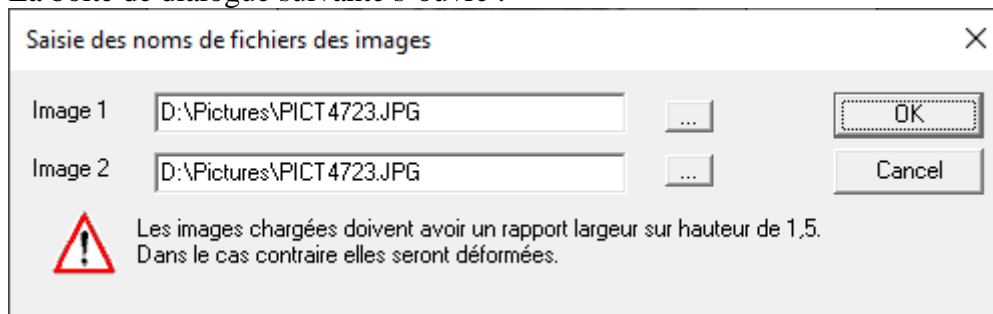 La boîte de dialogue suivante s'ouvre :
Saisie des noms de fichiers des images
Image 1 D:\Pictures\PICT4723.JPG ... OK
Image 2 D:\Pictures\PICT4723.JPG ... Cancel
Les images chargées doivent avoir un rapport largeur sur hauteur de 1,5.
Dans le cas contraire elles seront déformées.